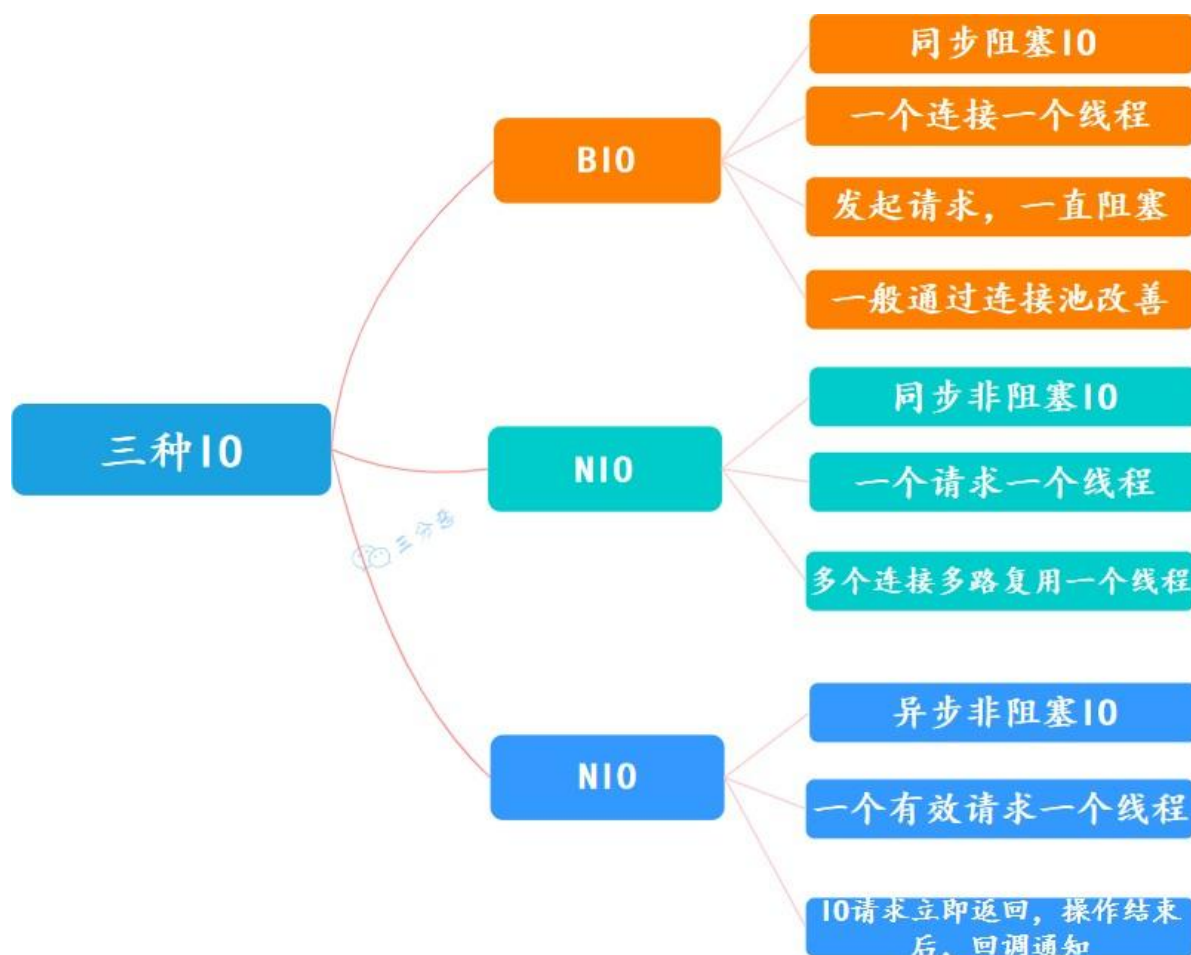 三种IO
BIO
同步阻塞IO
一个连接一个线程
发起请求，一直阻塞
一般通过连接池改善
NIO
同步非阻塞IO
一个请求一个线程
多个连接多路复用一个线程
NIO
异步非阻塞IO
一个有效请求一个线程
IO请求立即返回，操作结束
后，回调通知
三分恶